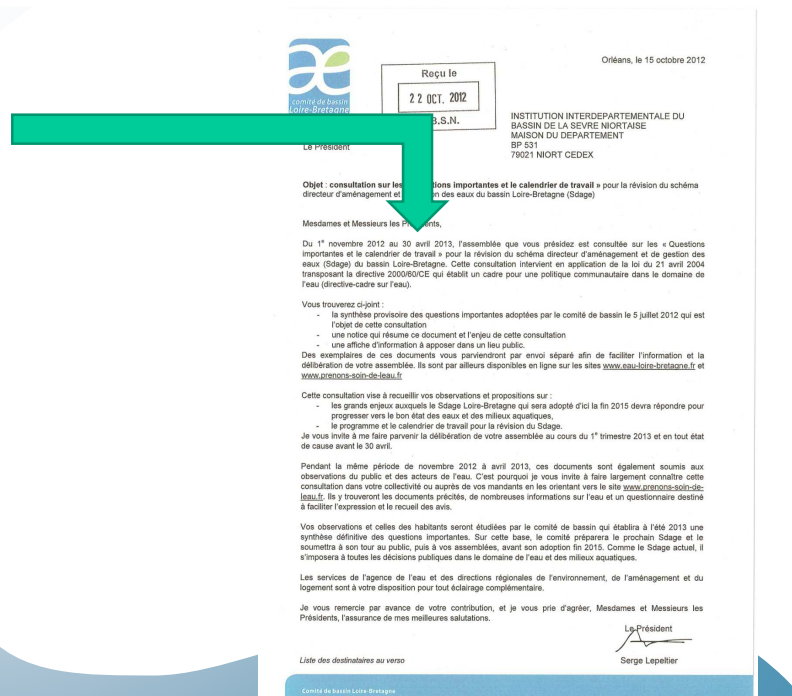 Orléans, le 15 octobre 2012
Reçu le
22 OCT. 2012
.B.S.N.
comité de bassin
Loire-Bretagne
INSTITUTION INTERDEPARTEMENTALE DU
BASSIN DE LA SEVRE NIORTAISE
MAISON DU DEPARTEMENT
BP 531
79021 NIORT CEDEX
Le Président
Objet : consultation sur les tions importantes et le calendrier de travail » pour la révision du schéma
directeur d'aménagement et on des eaux du bassin Loire-Bretagne (Sdage)
Mesdames et Messieurs les P ents,
Du 1er novembre 2012 au 30 avril 2013, l'assemblée que vous présidez est consultée sur les « Questions
importantes et le calendrier de travail » pour la révision du schéma directeur d'aménagement et de gestion des
eaux (Sdage) du bassin Loire-Bretagne. Cette consultation intervient en application de la loi du 21 avril 2004
transposant la directive 2000/60/CE qui établit un cadre pour une politique communautaire dans le domaine de
l'eau (directive-cadre sur l'eau).
Vous trouverez ci-joint :
- la synthèse provisoire des questions importantes adoptées par le comité de bassin le 5 juillet 2012 qui est
l'objet de cette consultation
- une notice qui résume ce document et l'enjeu de cette consultation
- une affiche d'information à apposer dans un lieu public.
Des exemplaires de ces documents vous parviendront par envoi séparé afin de faciliter l'information et la
délibération de votre assemblée. Ils sont par ailleurs disponibles en ligne sur les sites www.eau-loire-bretagne.fr et
www.prenons-soin-de-leau.fr
Cette consultation vise à recueillir vos observations et propositions sur :
- les grands enjeux auxquels le Sdage Loire-Bretagne qui sera adopté d'ici la fin 2015 devra répondre pour
progresser vers le bon état des eaux et des milieux aquatiques,
- le programme et le calendrier de travail pour la révision du Sdage.
Je vous invite à me faire parvenir la délibération de votre assemblée au cours du 1er trimestre 2013 et en tout état
de cause avant le 30 avril.
Pendant la même période de novembre 2012 à avril 2013, ces documents sont également soumis aux
observations du public et des acteurs de l'eau. C'est pourquoi je vous invite à faire largement connaître cette
consultation dans votre collectivité ou auprès de vos mandants en les orientant vers le site www.prenons-soin-de-
leau.fr. Ils y trouveront les documents précités, de nombreuses informations sur l'eau et un questionnaire destiné
à faciliter l'expression et le recueil des avis.
Vos observations et celles des habitants seront étudiées par le comité de bassin qui établira à l'été 2013 une
synthèse définitive des questions importantes. Sur cette base, le comité préparera le prochain Sdage et le
soumettra à son tour au public, puis à vos assemblées, avant son adoption fin 2015. Comme le Sdage actuel, il
s'imposera à toutes les décisions publiques dans le domaine de l'eau et des milieux aquatiques.
Les services de l'agence de l'eau et des directions régionales de l'environnement, de l'aménagement et du
logement sont à votre disposition pour tout éclairage complémentaire.
Je vous remercie par avance de votre contribution, et je vous prie d'agréer, Mesdames et Messieurs les
Présidents, l'assurance de mes meilleures salutations.
Le Président
Liste des destinataires au verso
Serge Lepeltier
Comité de bassin Loire-Bretagne